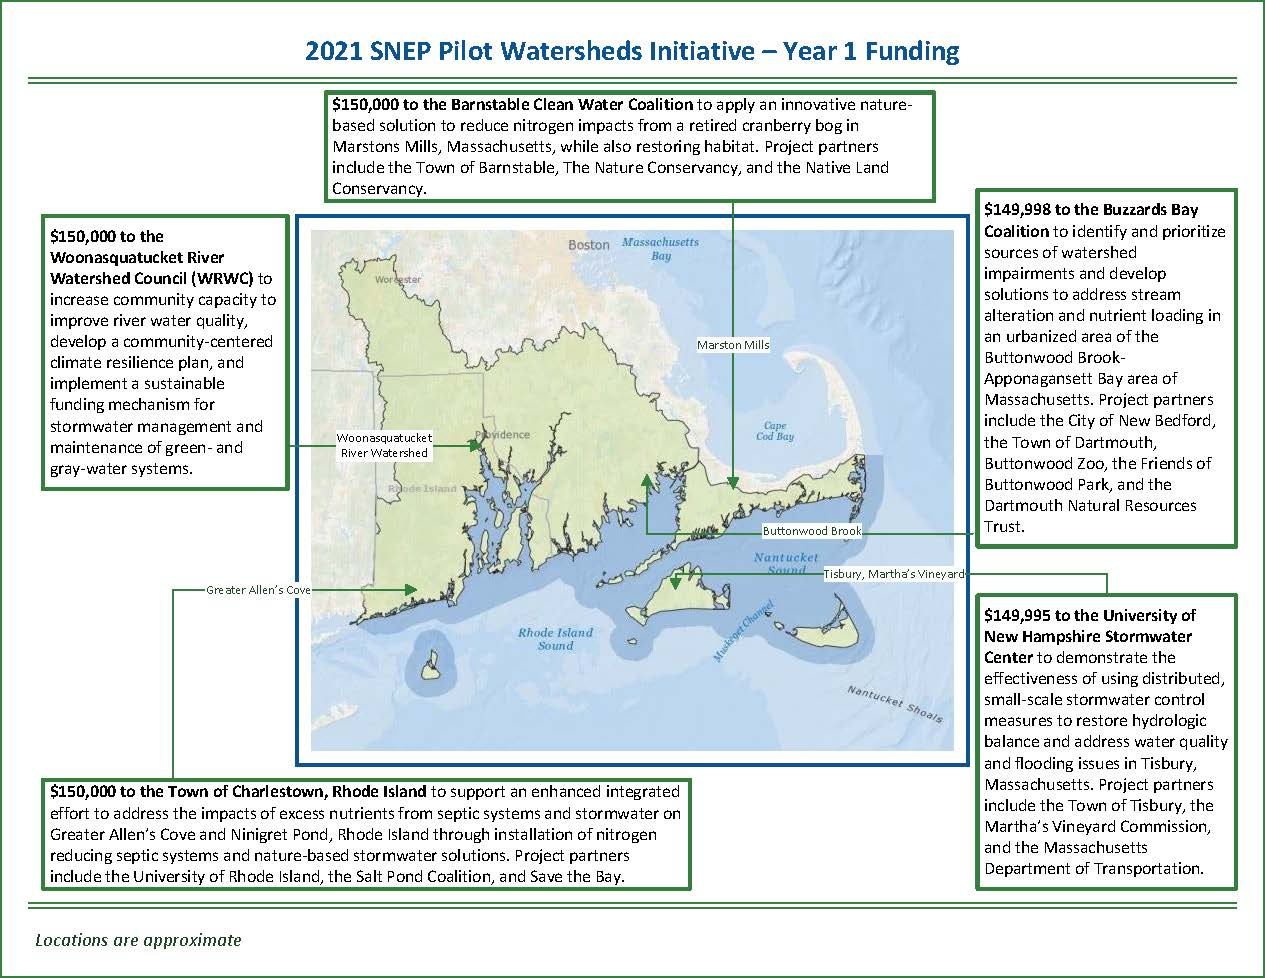 2021 SNEP Pilot Watersheds Initiative – Year 1 Funding
$150,000 to the Barnstable Clean Water Coalition to apply an innovative nature-
based solution to reduce nitrogen impacts from a retired cranberry bog in
Marstons Mills, Massachusetts, while also restoring habitat. Project partners
include the Town of Barnstable, The Nature Conservancy, and the Native Land
Conservancy.
$150,000 to the
Woonasquatucket River
Watershed Council (WRWC) to
increase community capacity to
improve river water quality,
develop a community-centered
climate resilience plan, and
implement a sustainable
funding mechanism for
stormwater management and
maintenance of green- and
gray-water systems.
Boston
Massachusetts
Bay
Worcester
Marston Mills
Cape
Cod Bay
Woonasquatucket
River Watershed
Providence
Rhode Island
Buttonwood Brook
Nantucket
Sound
Tisbury, Martha's Vineyard
Greater Allen's Cove
Rhode Island
Sound
Muskeget Channel
Nantucket Shoals
$149,998 to the Buzzards Bay
Coalition to identify and prioritize
sources of watershed
impairments and develop
solutions to address stream
alteration and nutrient loading in
an urbanized area of the
Buttonwood Brook-
Apponagansett Bay area of
Massachusetts. Project partners
include the City of New Bedford,
the Town of Dartmouth,
Buttonwood Zoo, the Friends of
Buttonwood Park, and the
Dartmouth Natural Resources
Trust.
$149,995 to the University of
New Hampshire Stormwater
Center to demonstrate the
effectiveness of using distributed,
small-scale stormwater control
measures to restore hydrologic
balance and address water quality
and flooding issues in Tisbury,
Massachusetts. Project partners
include the Town of Tisbury, the
Martha's Vineyard Commission,
and the Massachusetts
Department of Transportation.
$150,000 to the Town of Charlestown, Rhode Island to support an enhanced integrated
effort to address the impacts of excess nutrients from septic systems and stormwater on
Greater Allen's Cove and Ninigret Pond, Rhode Island through installation of nitrogen
reducing septic systems and nature-based stormwater solutions. Project partners
include the University of Rhode Island, the Salt Pond Coalition, and Save the Bay.
Locations are approximate